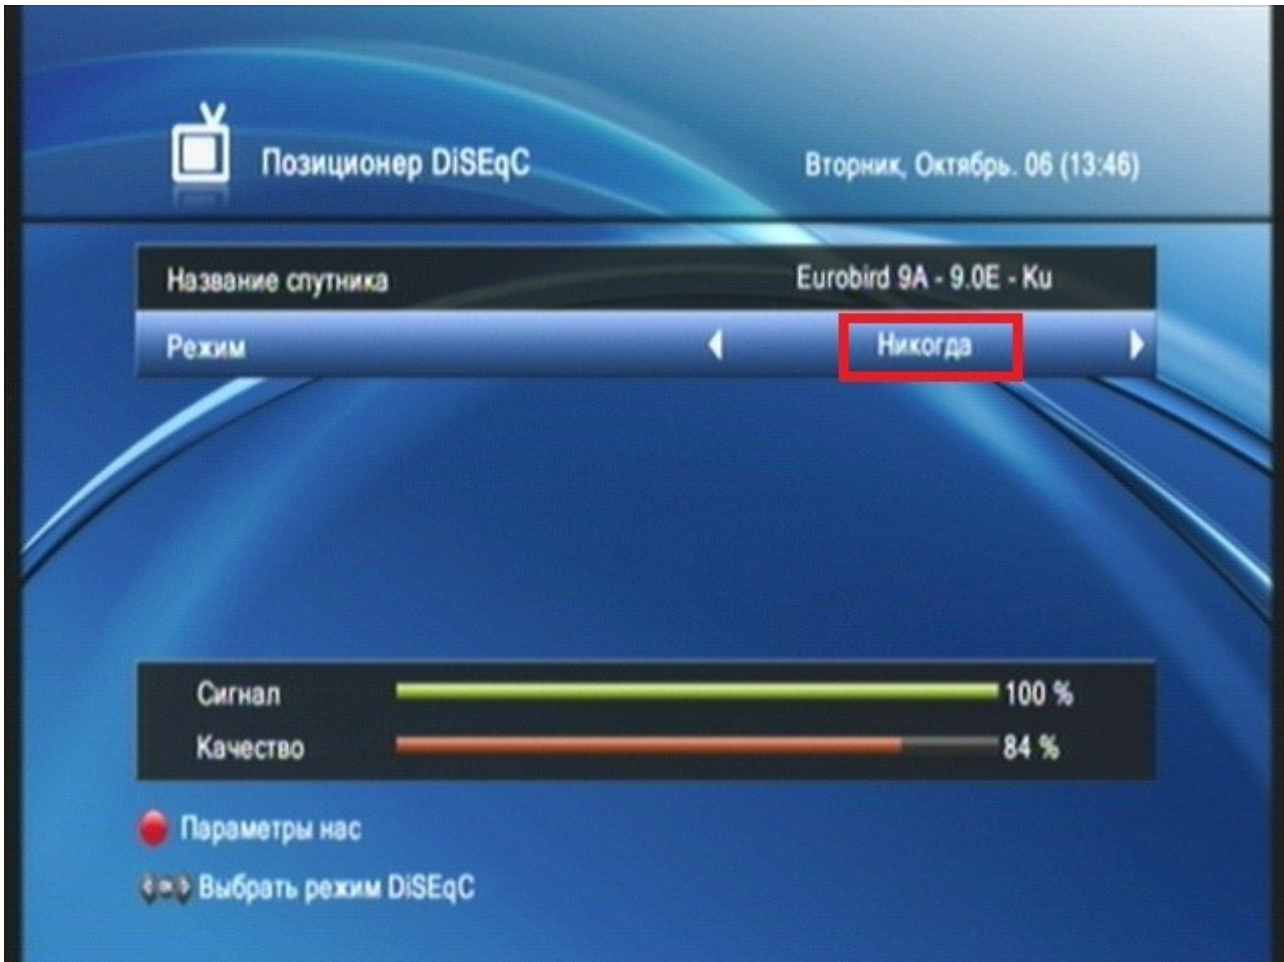 Позиционер DiSEqC
Вторник, Октябрь. 06 (13:46)
Название спутника
Eurobird 9A - 9.0E - Ku
Режим
Никогда
Сигнал
100 %
Качество
84 %
Параметры нас
Выбрать режим DiSEqC